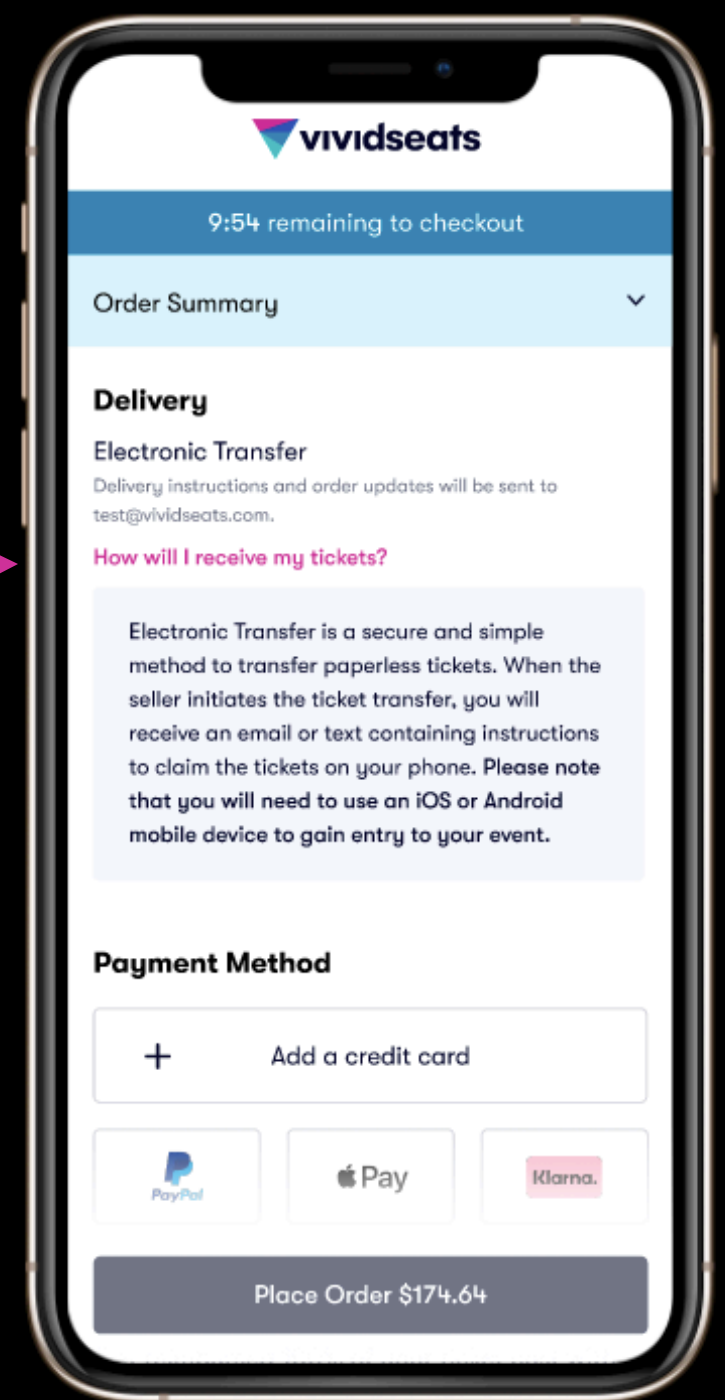 vividseats
9:54 remaining to checkout
Order Summary
Delivery
Electronic Transfer
Delivery instructions and order updates will be sent to
test@vividseats.com.
How will I receive my tickets?
Electronic Transfer is a secure and simple
method to transfer paperless tickets. When the
seller initiates the ticket transfer, you will
receive an email or text containing instructions
to claim the tickets on your phone. Please note
that you will need to use an iOS or Android
mobile device to gain entry to your event.
Payment Method
+ Add a credit card
PayPal Pay Klarna.
Place Order $174.64